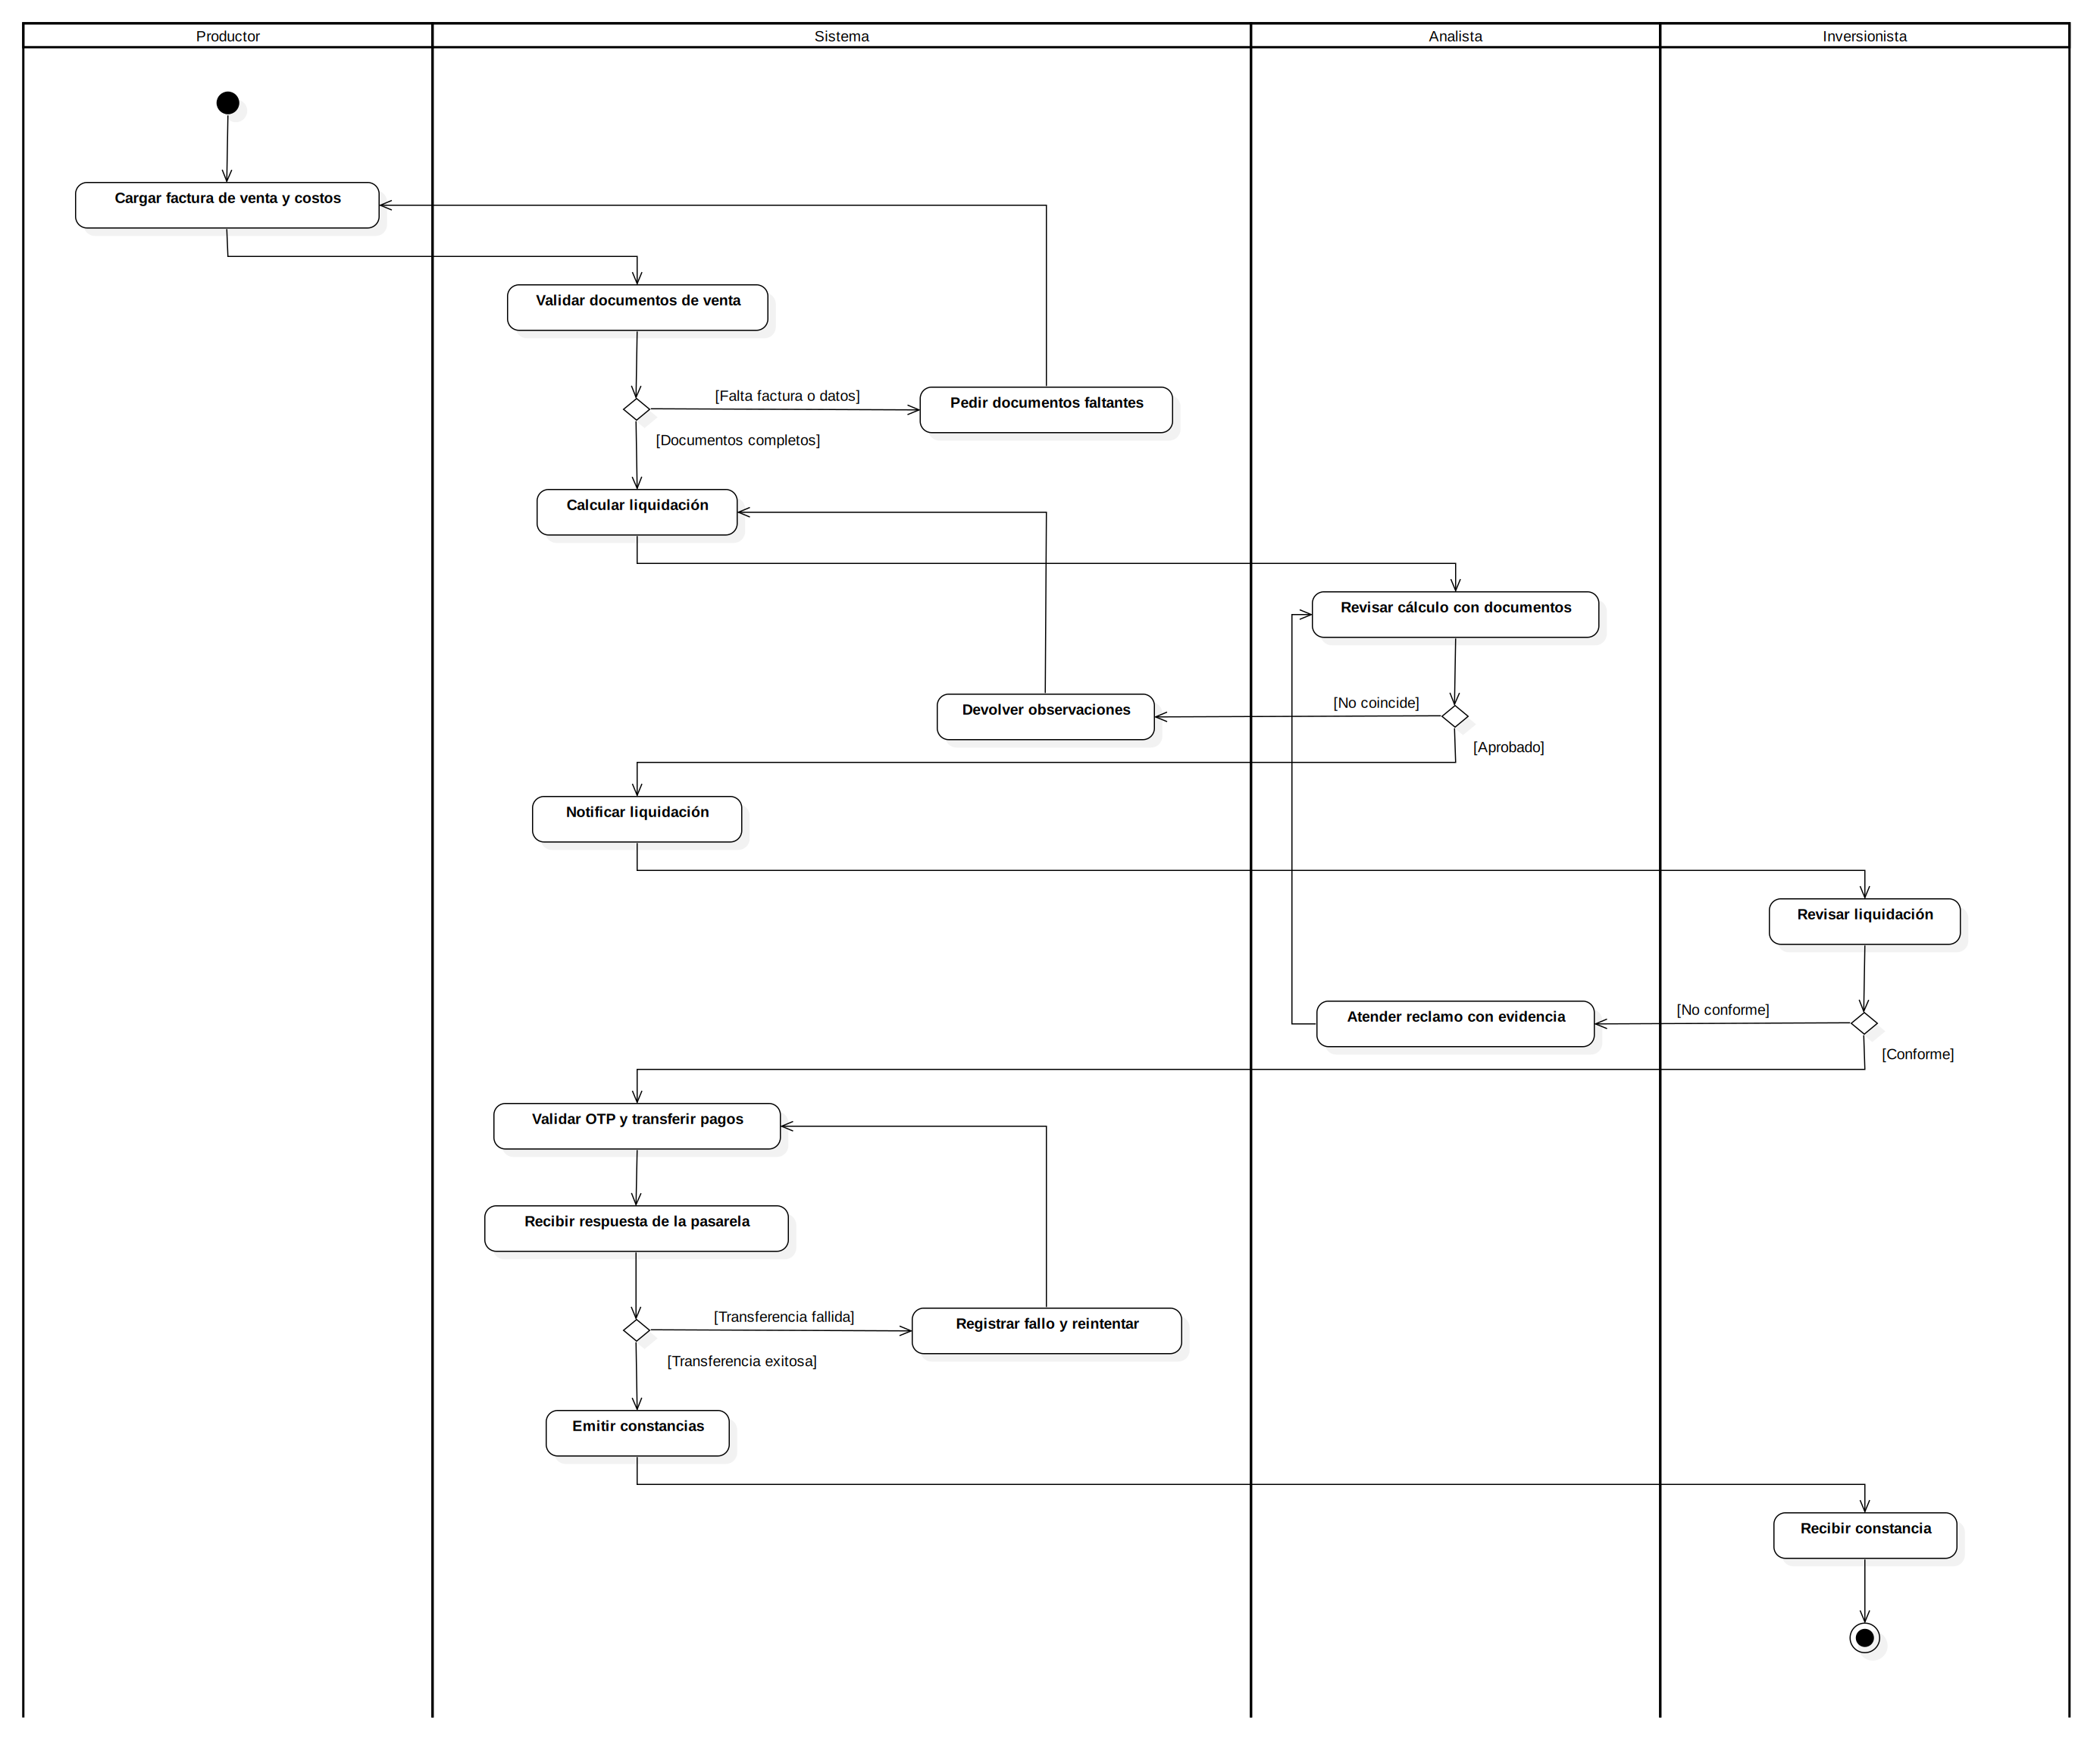 Productor
Sistema
Analista
Inversionista
Cargar factura de venta y costos
Validar documentos de venta
[Falta factura o datos]
Pedir documentos faltantes
[Documentos completos]
Calcular liquidación
Revisar cálculo con documentos
[No coincide]
Devolver observaciones
[Aprobado]
Notificar liquidación
Revisar liquidación
[No conforme]
Atender reclamo con evidencia
[Conforme]
Validar OTP y transferir pagos
Recibir respuesta de la pasarela
[Transferencia fallida]
Registrar fallo y reintentar
[Transferencia exitosa]
Emitir constancias
Recibir constancia